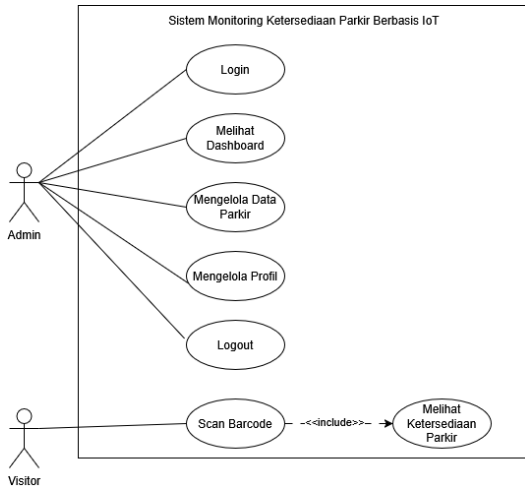 Sistem Monitoring Ketersediaan Parkir Berbasis IoT
Login
Melihat
Dashboard
Mengelola Data
Parkir
Admin
Mengelola Profil
Logout
Scan Barcode
<<include>>
Melihat
Ketersediaan
Parkir
Visitor